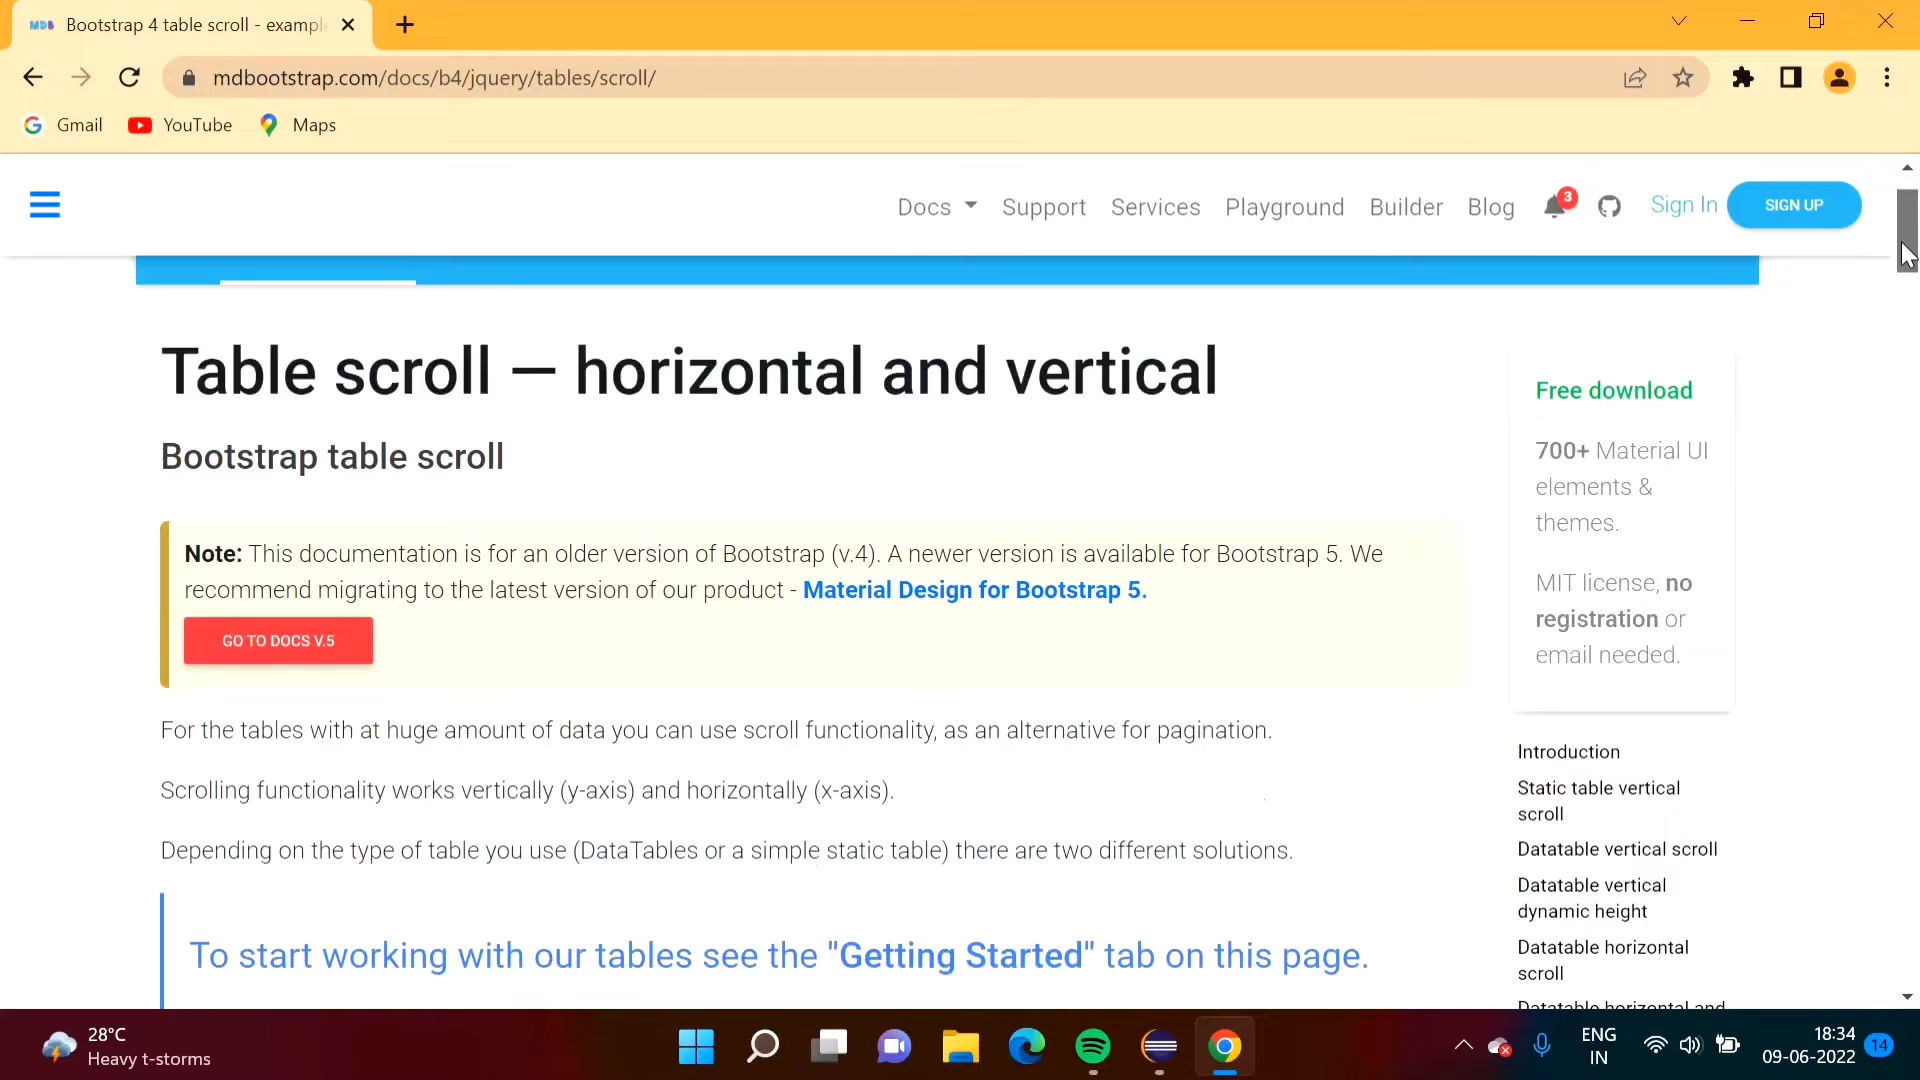 MDB Bootstrap 4 table scroll - exampl
mdbootstrap.com/docs/b4/jquery/tables/scroll/
Gmail YouTube Maps
Docs Support Services Playground Builder Blog 3 Sign In SIGN UP
Table scroll — horizontal and vertical
Bootstrap table scroll
Note: This documentation is for an older version of Bootstrap (v.4). A newer version is available for Bootstrap 5. We
recommend migrating to the latest version of our product - Material Design for Bootstrap 5.
GO TO DOCS V.5
For the tables with at huge amount of data you can use scroll functionality, as an alternative for pagination.
Scrolling functionality works vertically (y-axis) and horizontally (x-axis).
Depending on the type of table you use (DataTables or a simple static table) there are two different solutions.
To start working with our tables see the "Getting Started" tab on this page.
Free download
700+ Material UI
elements &
themes.
MIT license, no
registration or
email needed.
Introduction
Static table vertical
scroll
Datatable vertical scroll
Datatable vertical
dynamic height
Datatable horizontal
scroll
Datatable horizontal and
28°C
Heavy t-storms
ENG
IN
18:34
09-06-2022
14